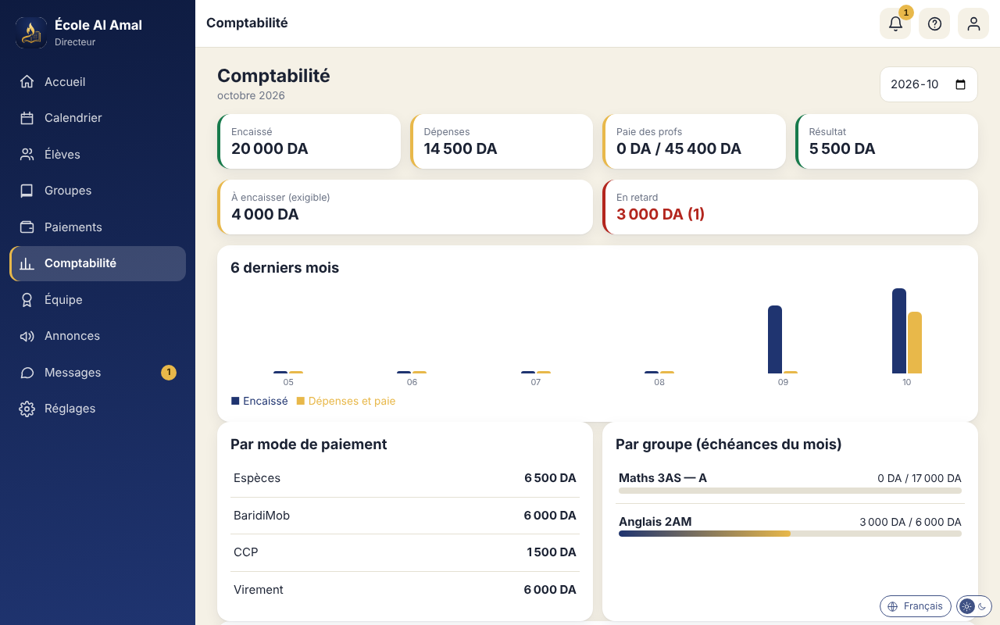 École Al Amal
Directeur
Accueil
Calendrier
Élèves
Groupes
Paiements
Comptabilité
Équipe
Annonces
Messages 1
Réglages
Comptabilité
1
Comptabilité
octobre 2026
2026-10
Encaissé
20 000 DA
Dépenses
14 500 DA
Paie des profs
0 DA / 45 400 DA
Résultat
5 500 DA
À encaisser (exigible)
4 000 DA
En retard
3 000 DA (1)
6 derniers mois
05 06 07 08 09 10
Encaissé Dépenses et paie
Par mode de paiement
Espèces 6 500 DA
BaridiMob 6 000 DA
CCP 1 500 DA
Virement 6 000 DA
Par groupe (échéances du mois)
Maths 3AS — A 0 DA / 17 000 DA
Anglais 2AM 3 000 DA / 6 000 DA
Français